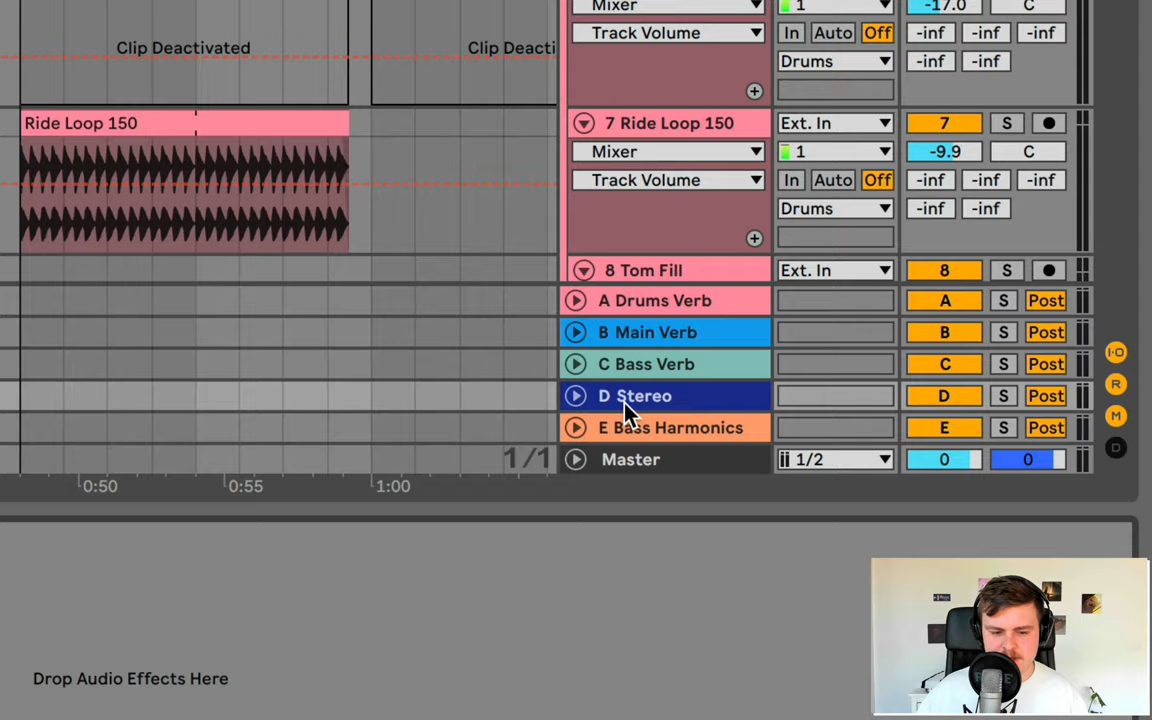 Mixer 1 -17.0 C
Clip Deactivated Clip Deacti Track Volume In Auto Off -inf -inf -inf
Drums -inf -inf
Ride Loop 150 7 Ride Loop 150 Ext. In 7 S
Mixer 1 -9.9 C
Track Volume In Auto Off -inf -inf -inf
Drums -inf -inf
8 Tom Fill Ext. In 8 S
A Drums Verb A S Post
B Main Verb B S Post
C Bass Verb C S Post
D Stereo D S Post
E Bass Harmonics E S Post
1/1 Master 1/2 0 0
I·O
R
M
D
0:50 0:55 1:00
Drop Audio Effects Here